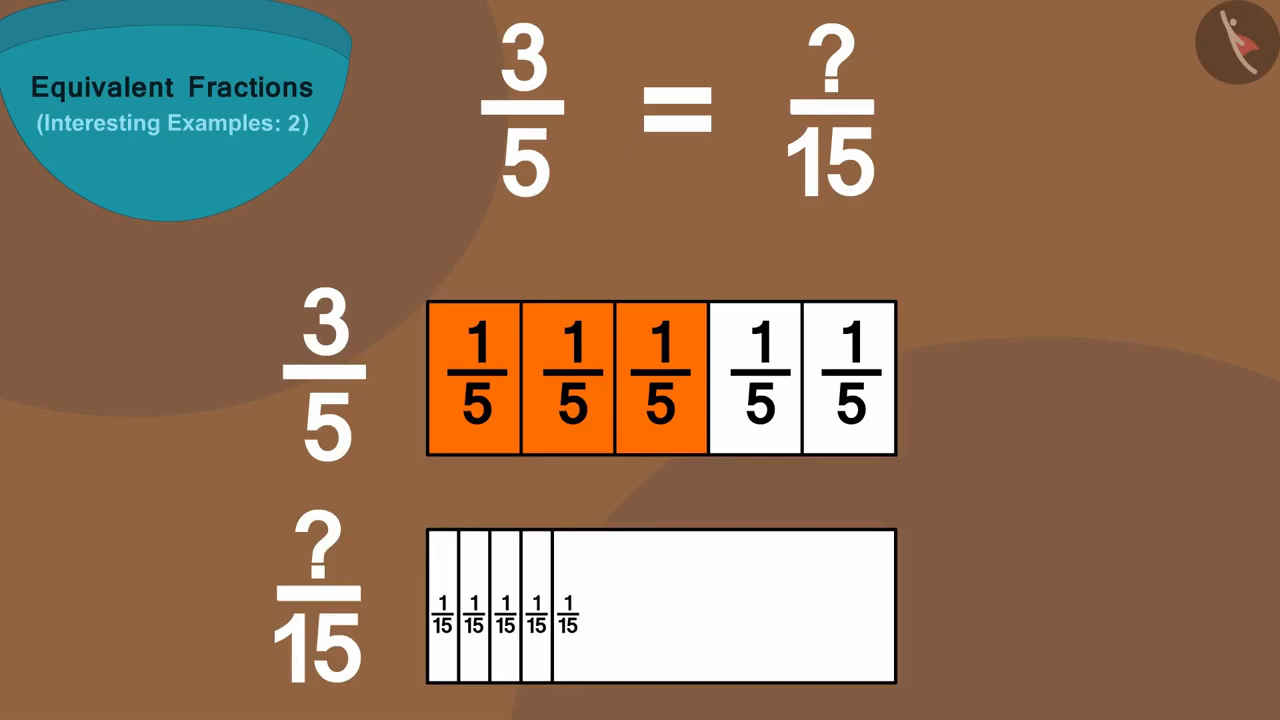 Equivalent Fractions
(Interesting Examples: 2)
3/5 = ?/15
3/5
1/5 1/5 1/5 1/5 1/5
?/15
1/15 1/15 1/15 1/15 1/15